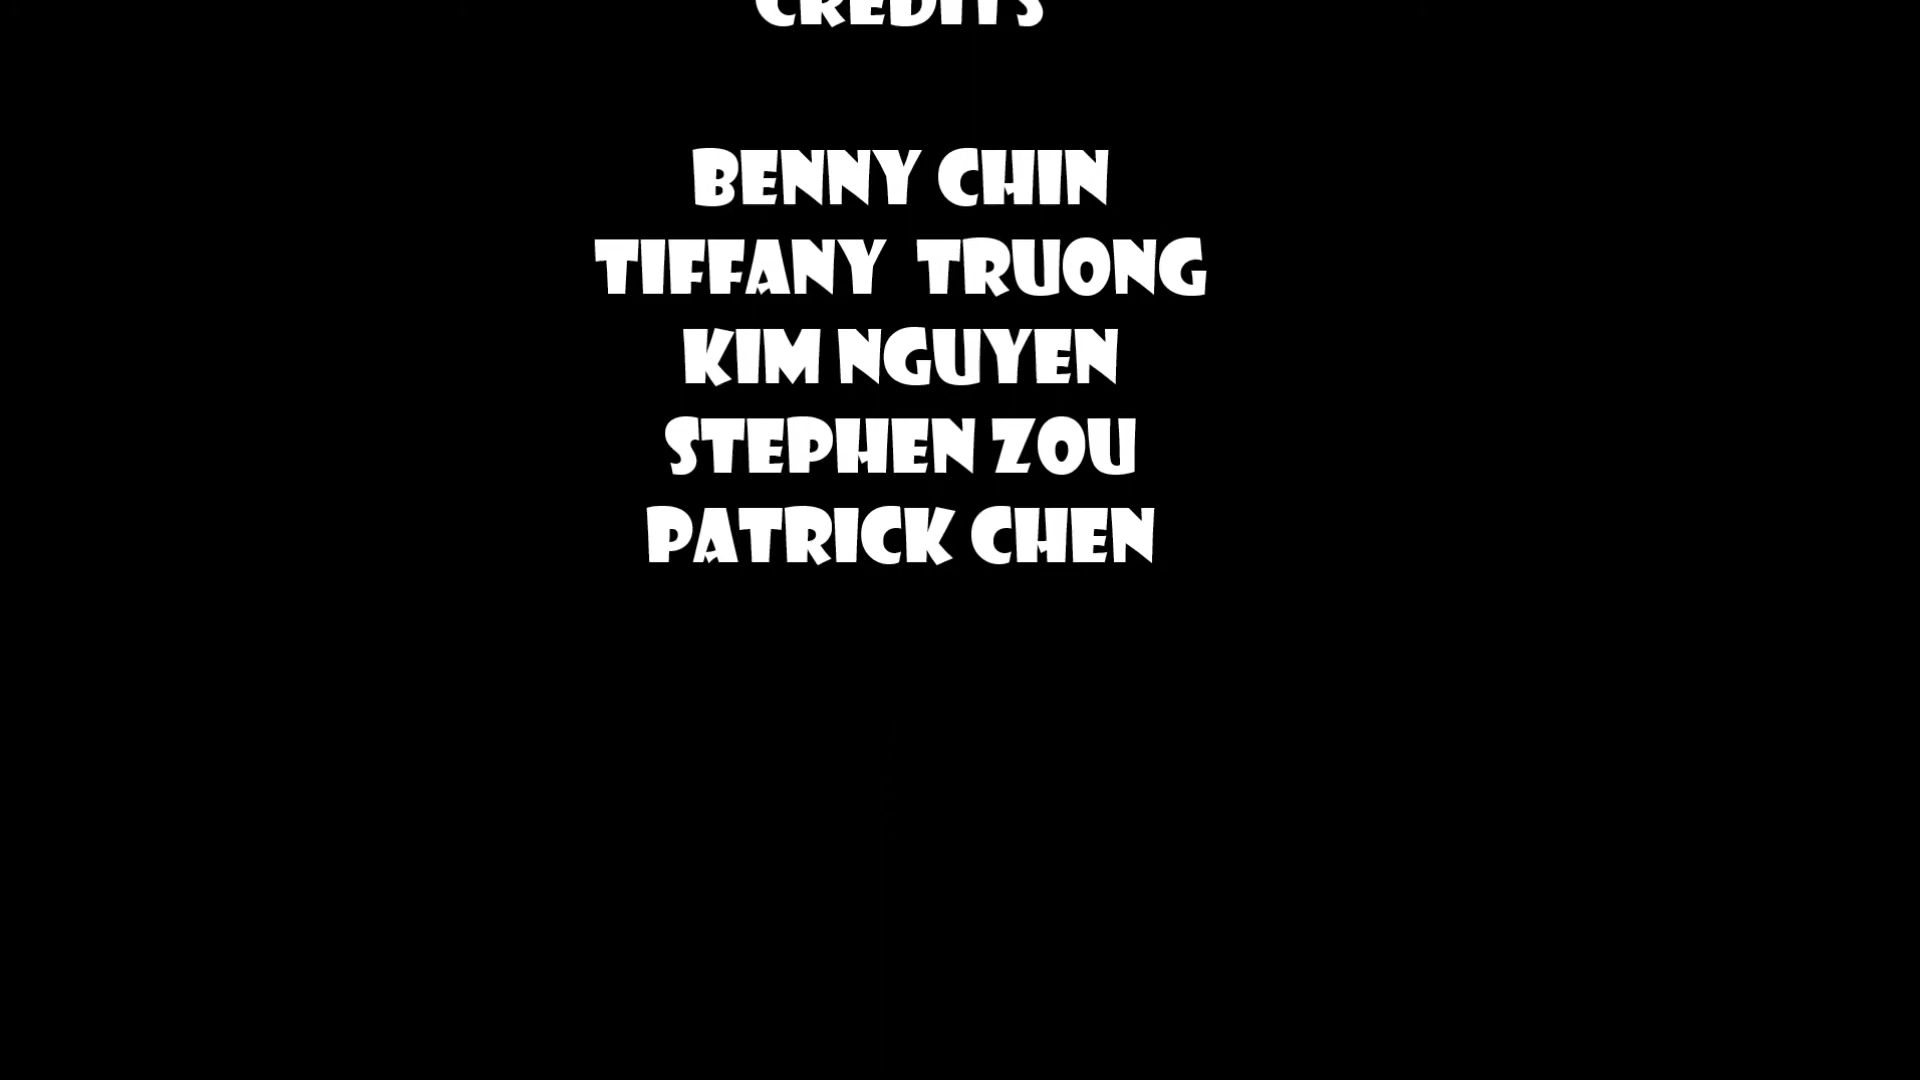 CREDITS
BENNY CHIN
TIFFANY TRUONG
KIM NGUYEN
STEPHEN ZOU
PATRICK CHEN